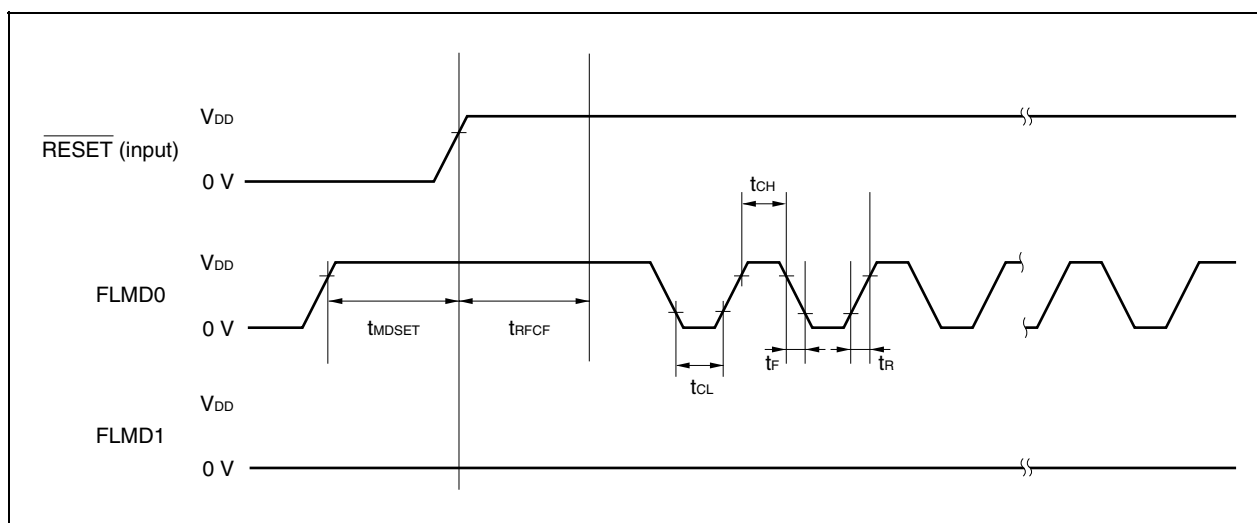 VDD
RESET (input)
0 V
tCH
VDD
FLMD0
tMDSET
tRFCF
0 V
tF
tR
tCL
VDD
FLMD1
0 V